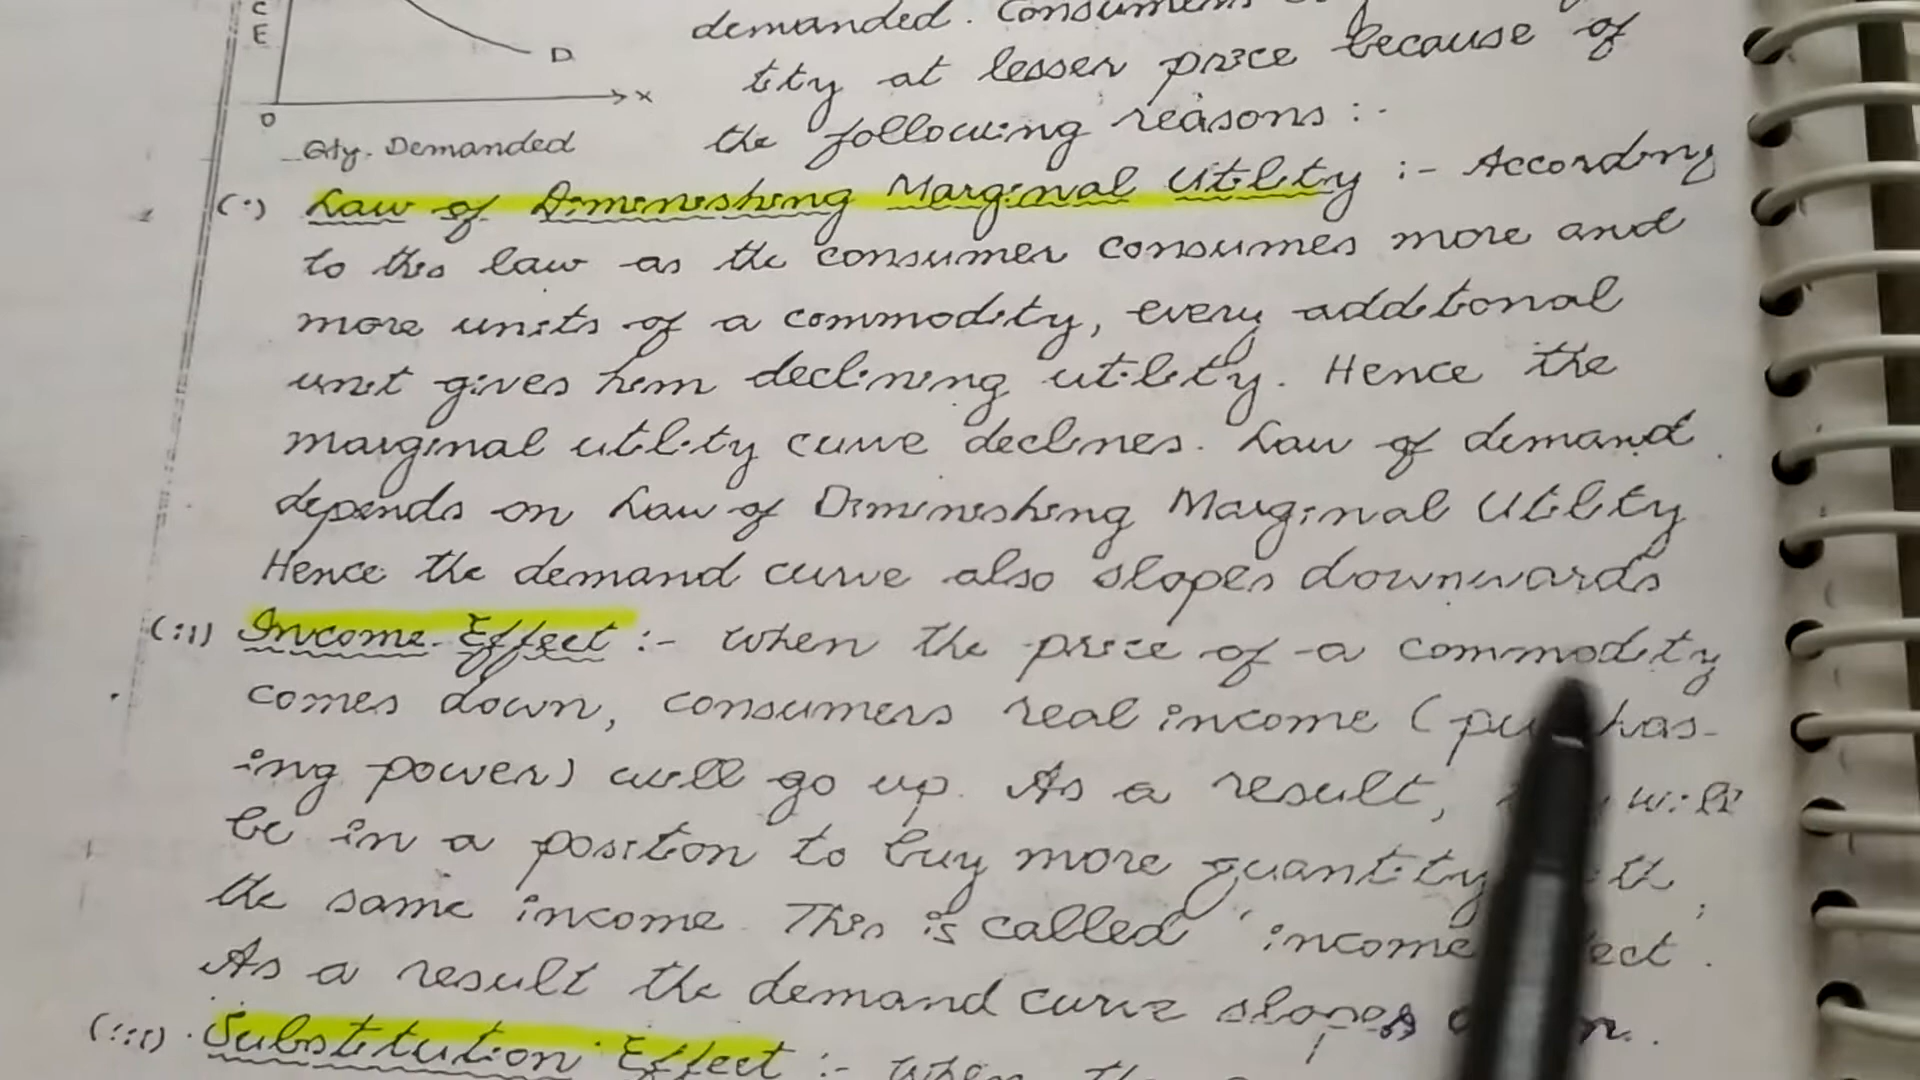 C
E
D
x
0
Qty. Demanded
demanded. Consumers
tity at lesser price because of
the following reasons :-
(i) Law of Diminishing Marginal Utility :- According
to this law as the consumer consumes more and
more units of a commodity, every additional
unit gives him declining utility. Hence the
marginal utility curve declines. Law of demand
depends on Law of Diminishing Marginal Utility
Hence the demand curve also slopes downwards
(ii) Income Effect :- When the price of a commodity
comes down, consumers real income (purchas-
ing power) will go up. As a result, will
be in a position to buy more quantity
the same income. This is called 'income
As a result the demand curve slopes
(iii) Substitution Effect :- When